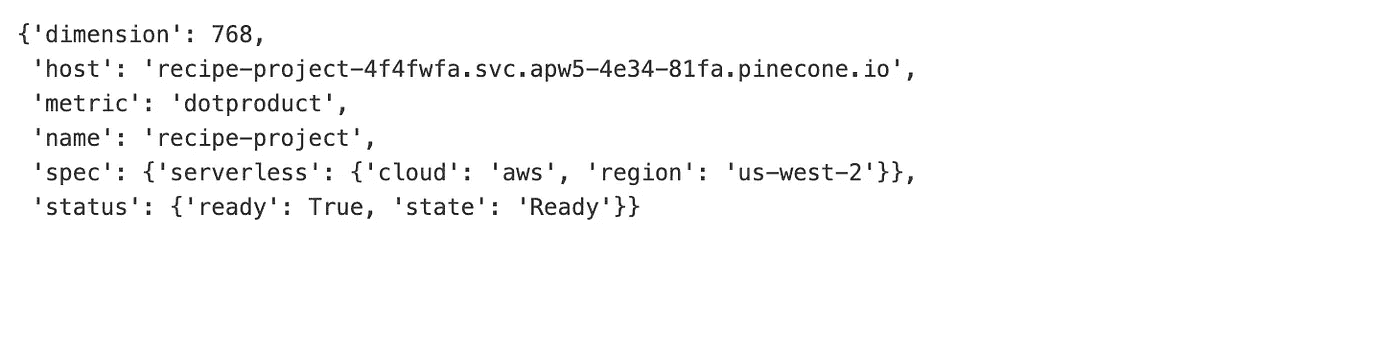 {'dimension': 768,
 'host': 'recipe-project-4f4fwfa.svc.apw5-4e34-81fa.pinecone.io',
 'metric': 'dotproduct',
 'name': 'recipe-project',
 'spec': {'serverless': {'cloud': 'aws', 'region': 'us-west-2'}},
 'status': {'ready': True, 'state': 'Ready'}}